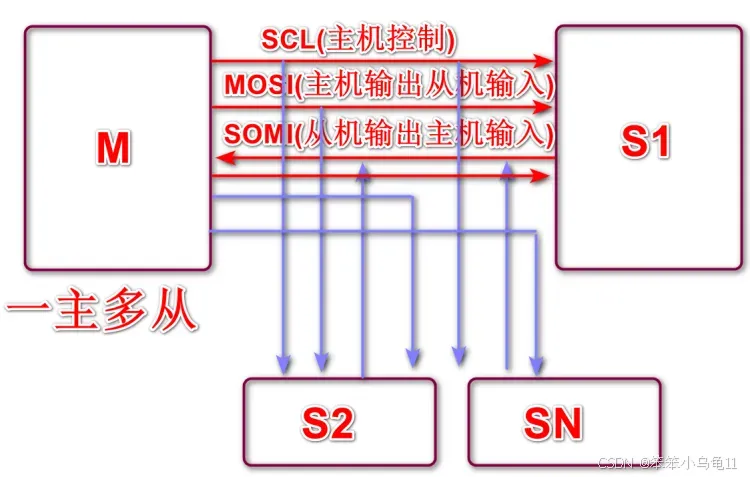 SCL(主机控制)
MOSI(主机输出从机输入)
SOMI(从机输出主机输入)
M
S1
一主多从
S2
SN
CSDN @笨笨小乌龟11